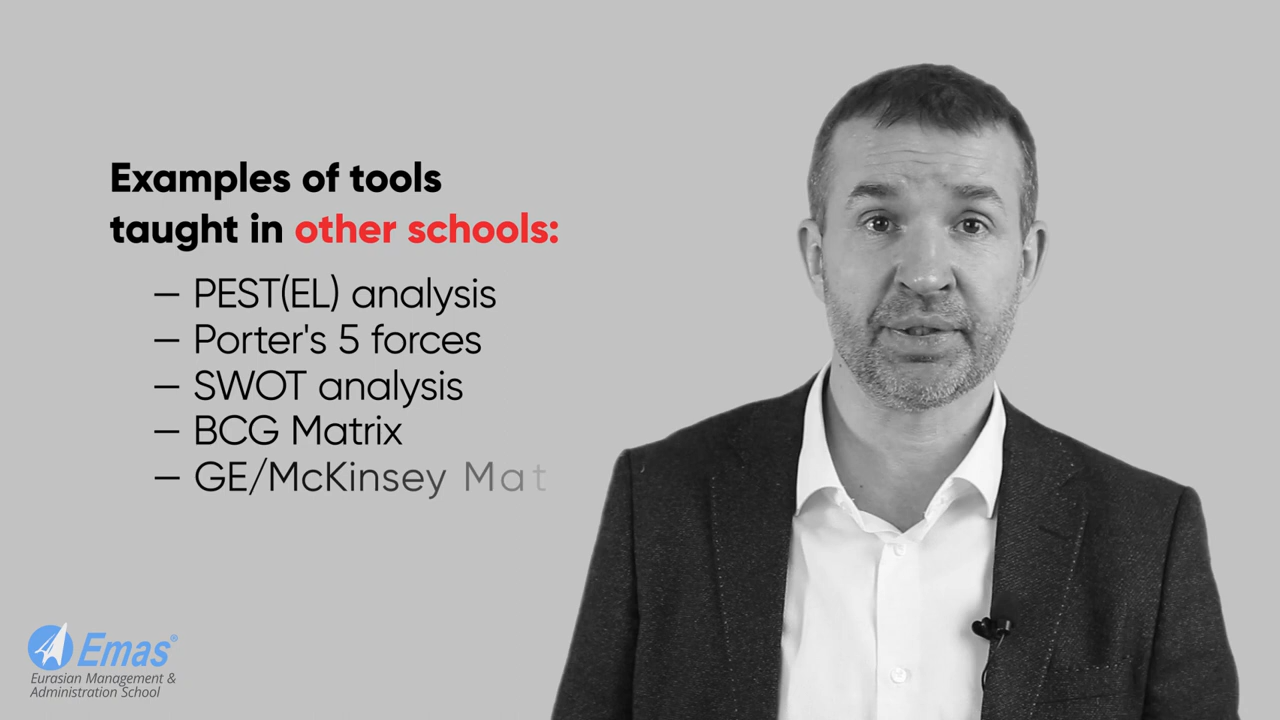 Examples of tools
taught in other schools:
— PEST(EL) analysis
— Porter's 5 forces
— SWOT analysis
— BCG Matrix
— GE/McKinsey Mat
Emas®
Eurasian Management &
Administration School